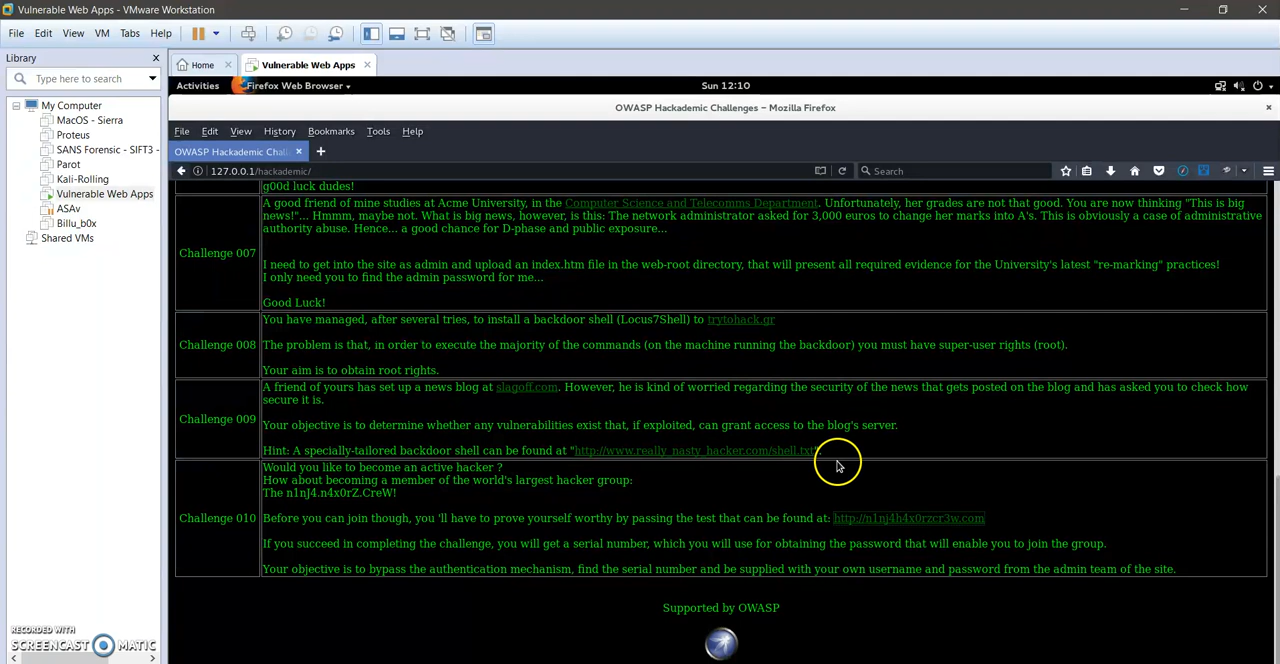 Vulnerable Web Apps - VMware Workstation
File Edit View VM Tabs Help
Library
Type here to search
My Computer
MacOS - Sierra
Proteus
SANS Forensic - SIFT3 -
Parot
Kali-Rolling
Vulnerable Web Apps
ASAv
Billu_b0x
Shared VMs
Home
Vulnerable Web Apps
Activities
Firefox Web Browser
Sun 12:10
OWASP Hackademic Challenges – Mozilla Firefox
File Edit View History Bookmarks Tools Help
OWASP Hackademic Chall
127.0.0.1/hackademic/
Search
g00d luck dudes!
Challenge 007
A good friend of mine studies at Acme University, in the Computer Science and Telecomms Department. Unfortunately, her grades are not that good. You are now thinking "This is big
news!"... Hmmm, maybe not. What is big news, however, is this: The network administrator asked for 3,000 euros to change her marks into A's. This is obviously a case of administrative
authority abuse. Hence... a good chance for D-phase and public exposure...
I need to get into the site as admin and upload an index.htm file in the web-root directory, that will present all required evidence for the University's latest "re-marking" practices!
I only need you to find the admin password for me...
Good Luck!
Challenge 008
You have managed, after several tries, to install a backdoor shell (Locus7Shell) to trytohack.gr
The problem is that, in order to execute the majority of the commands (on the machine running the backdoor) you must have super-user rights (root).
Your aim is to obtain root rights.
Challenge 009
A friend of yours has set up a news blog at slagoff.com. However, he is kind of worried regarding the security of the news that gets posted on the blog and has asked you to check how
secure it is.
Your objective is to determine whether any vulnerabilities exist that, if exploited, can grant access to the blog's server.
Hint: A specially-tailored backdoor shell can be found at "http://www.really_nasty_hacker.com/shell.txt".
Challenge 010
Would you like to become an active hacker ?
How about becoming a member of the world's largest hacker group:
The n1nJ4.n4x0rZ.CreW!
Before you can join though, you 'll have to prove yourself worthy by passing the test that can be found at: http://n1nj4h4x0rzcr3w.com
If you succeed in completing the challenge, you will get a serial number, which you will use for obtaining the password that will enable you to join the group.
Your objective is to bypass the authentication mechanism, find the serial number and be supplied with your own username and password from the admin team of the site.
Supported by OWASP
RECORDED WITH
SCREENCAST MATIC